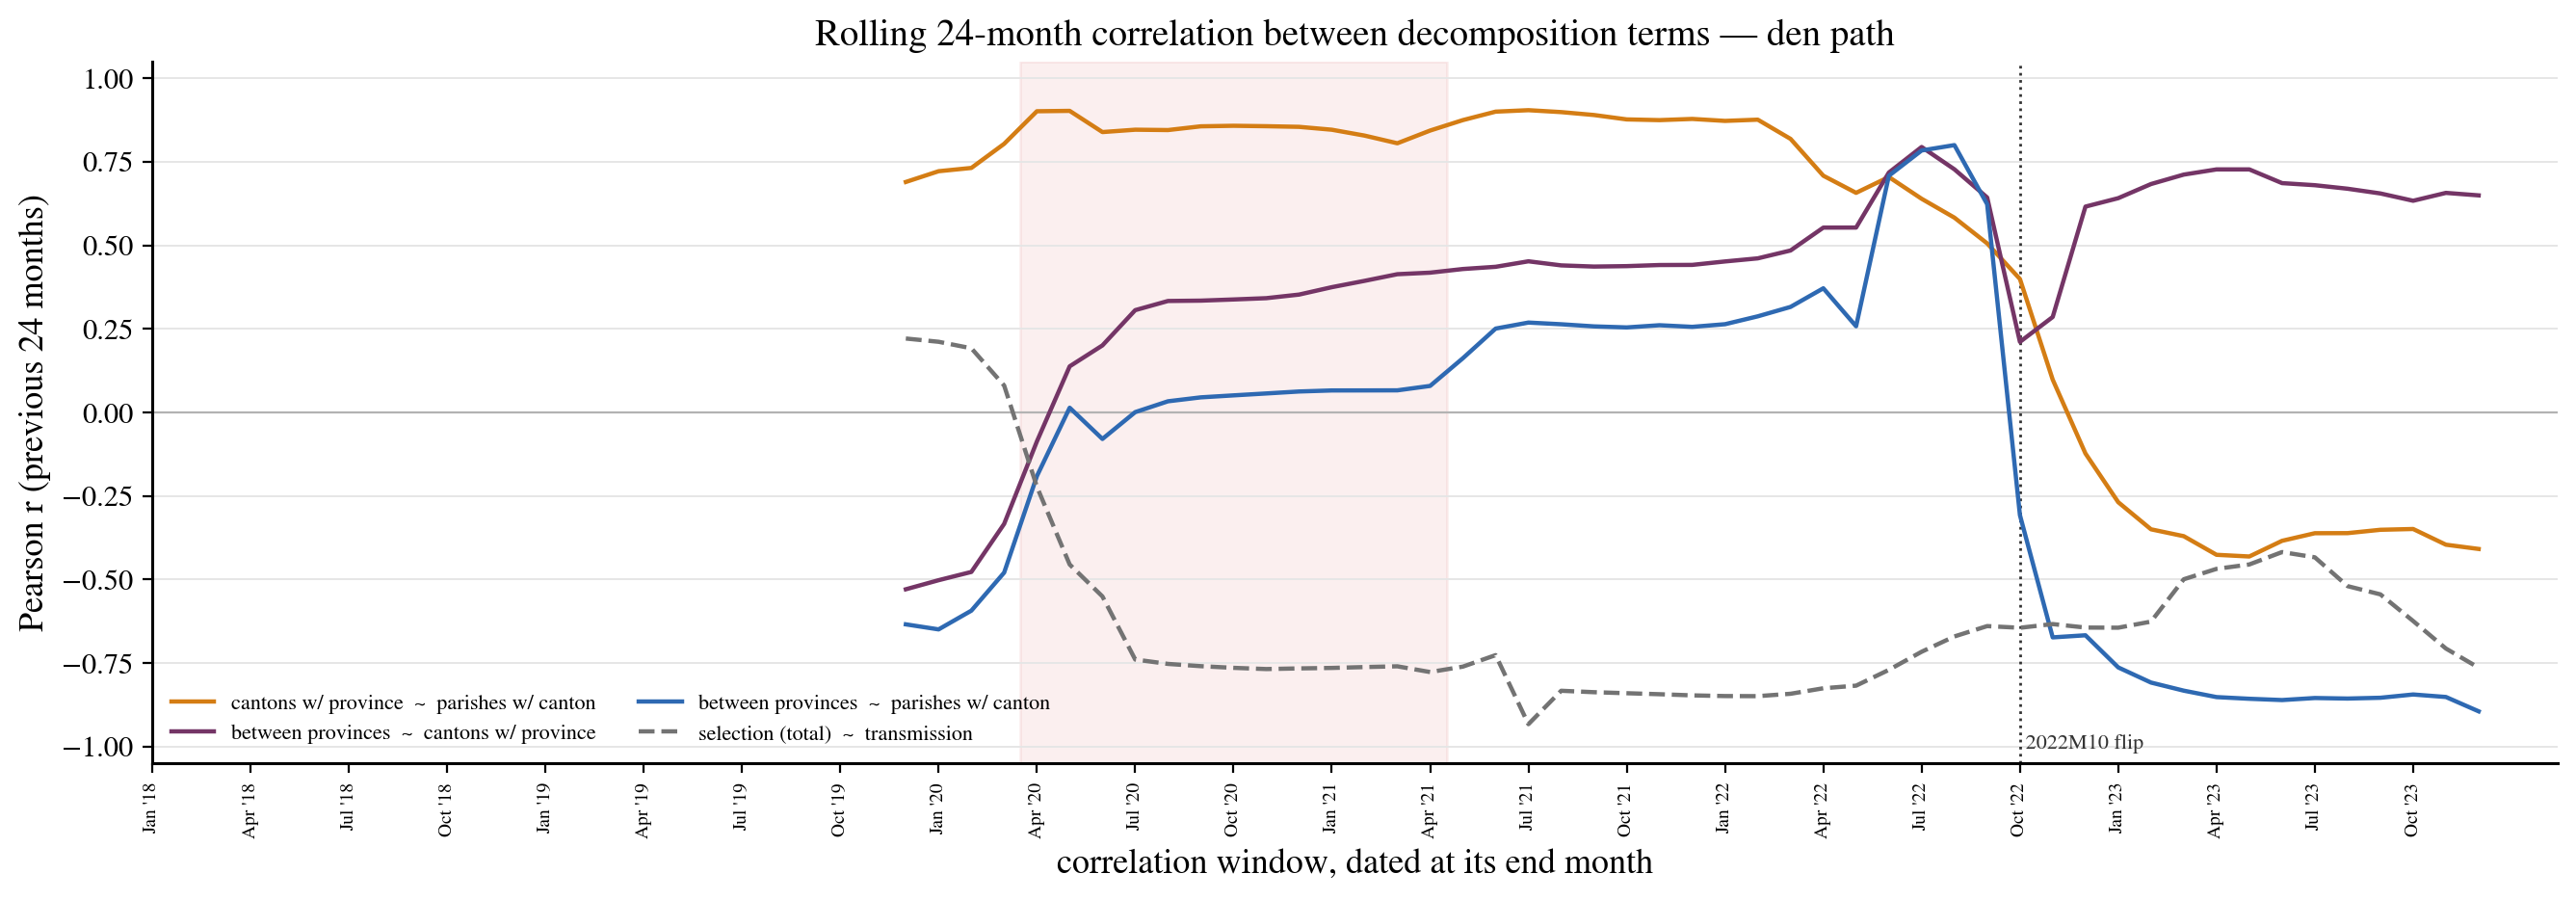 Rolling 24-month correlation between decomposition terms — den path
Pearson r (previous 24 months)
1.00
0.75
0.50
0.25
0.00
−0.25
−0.50
−0.75
−1.00
cantons w/ province ~ parishes w/ canton
between provinces ~ cantons w/ province
between provinces ~ parishes w/ canton
selection (total) ~ transmission
2022M10 flip
Jan '18
Apr '18
Jul '18
Oct '18
Jan '19
Apr '19
Jul '19
Oct '19
Jan '20
Apr '20
Jul '20
Oct '20
Jan '21
Apr '21
Jul '21
Oct '21
Jan '22
Apr '22
Jul '22
Oct '22
Jan '23
Apr '23
Jul '23
Oct '23
correlation window, dated at its end month